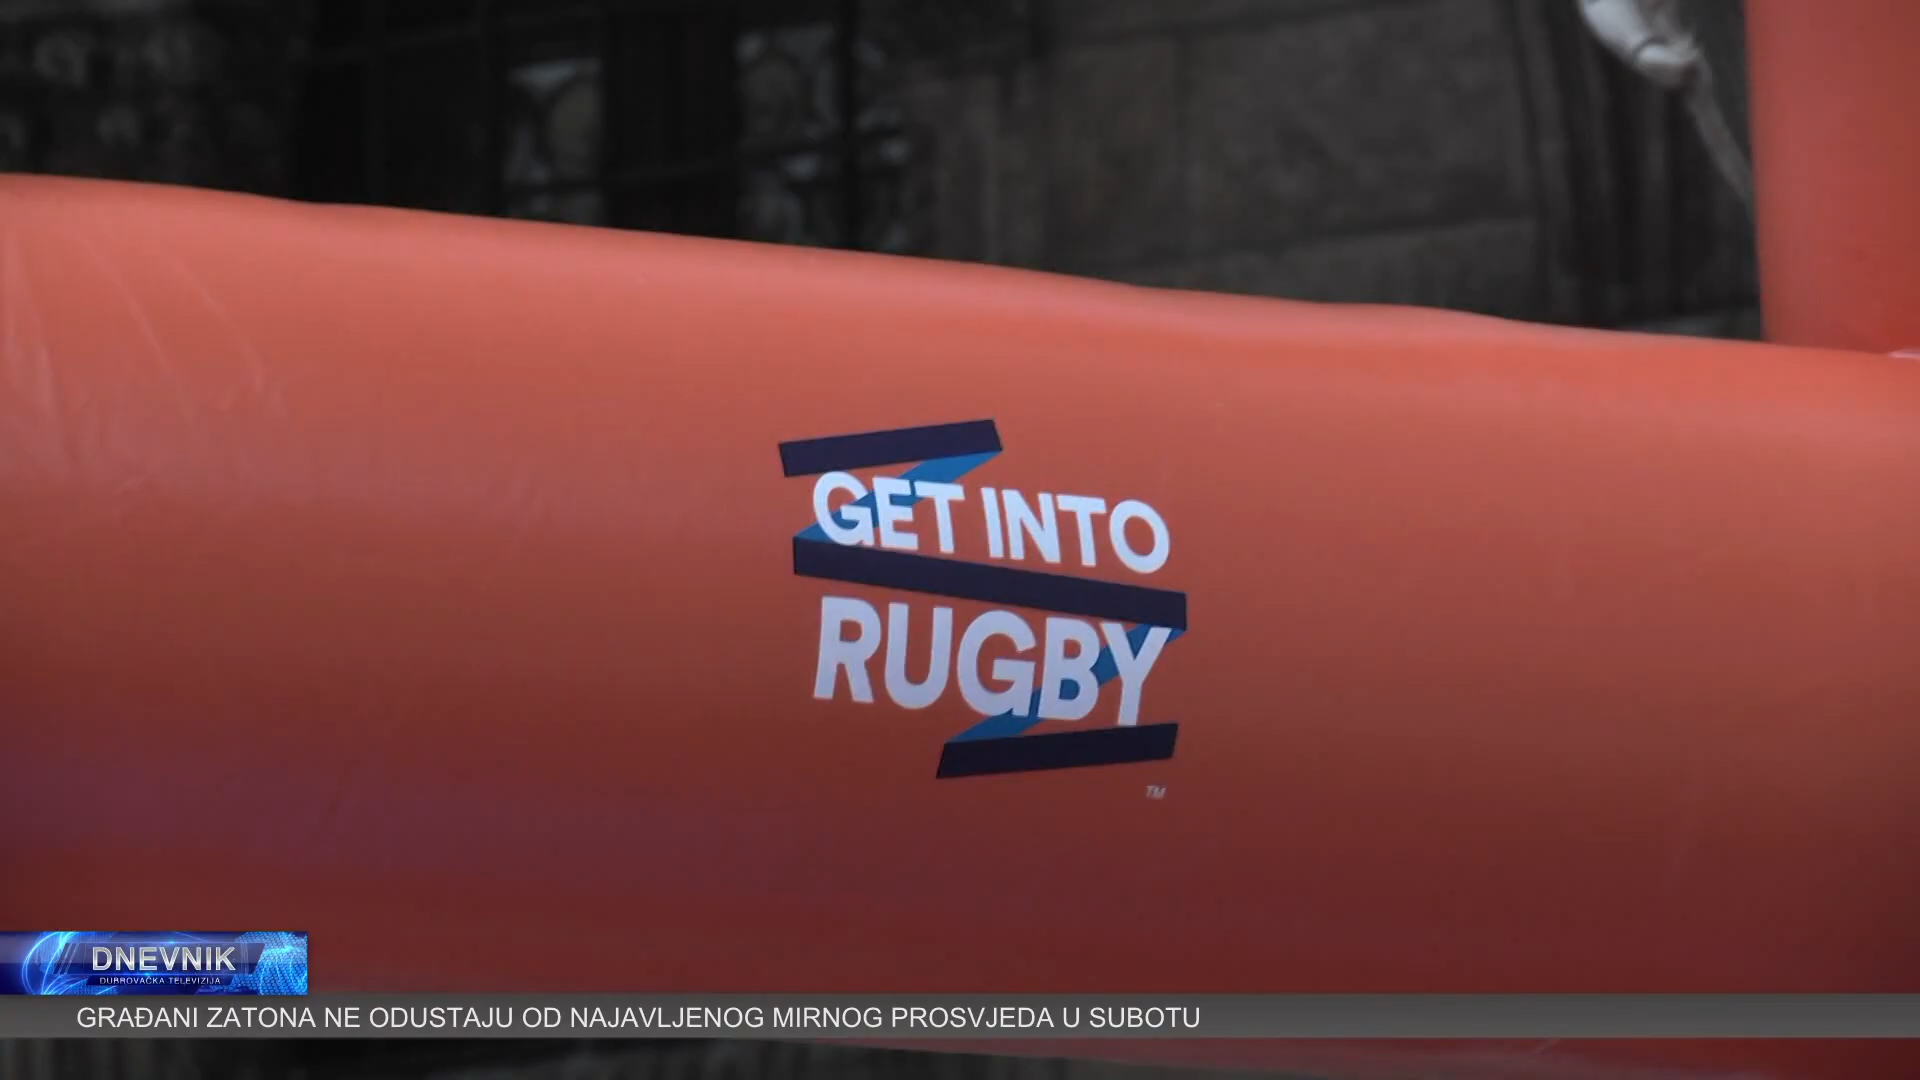 GET INTO
RUGBY
TM
DNEVNIK
DUBROVAČKA TELEVIZIJA
GRAĐANI ZATONA NE ODUSTAJU OD NAJAVLJENOG MIRNOG PROSVJEDA U SUBOTU